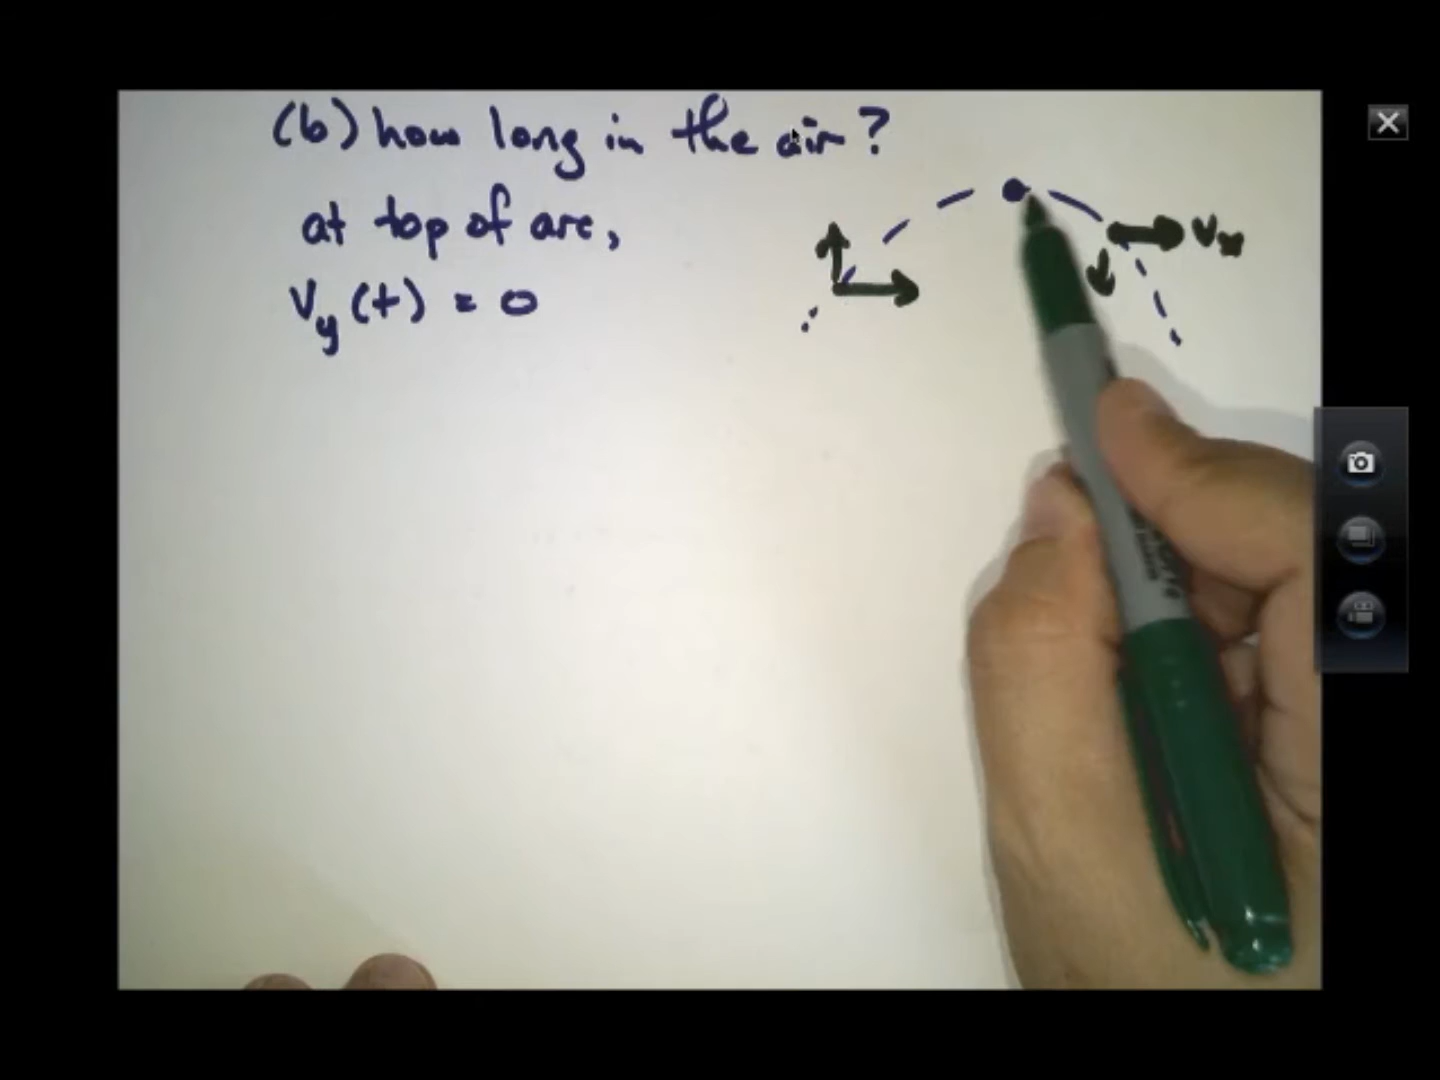 (b) how long in the air?
at top of arc,
Vy(t) = 0
Vx